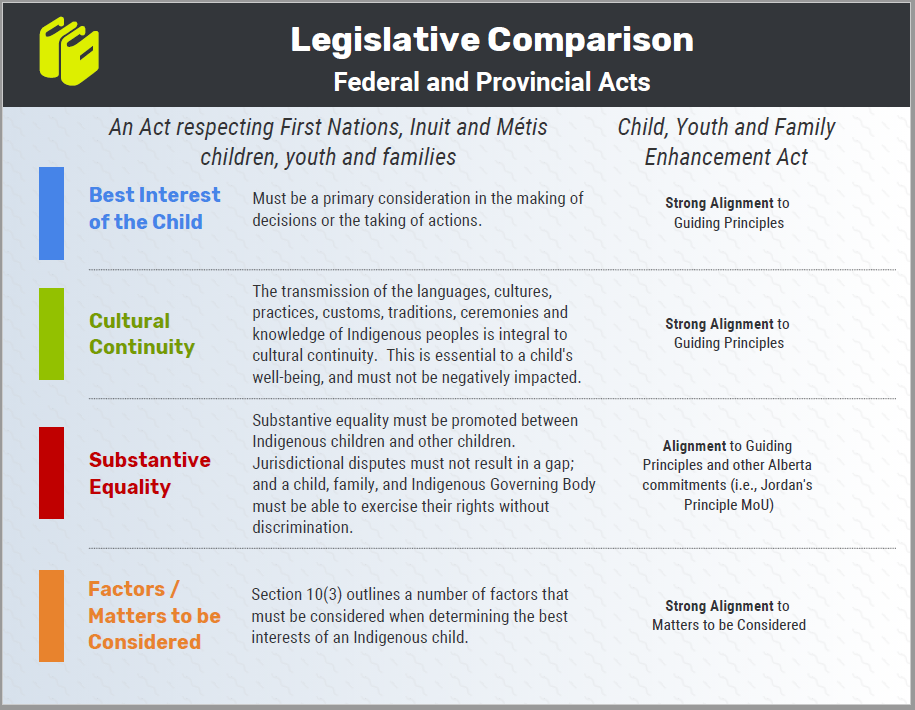 Legislative Comparison
Federal and Provincial Acts
An Act respecting First Nations, Inuit and Métis
children, youth and families
Child, Youth and Family
Enhancement Act
Best Interest
of the Child
Must be a primary consideration in the making of
decisions or the taking of actions.
Strong Alignment to
Guiding Principles
Cultural
Continuity
The transmission of the languages, cultures,
practices, customs, traditions, ceremonies and
knowledge of Indigenous peoples is integral to
cultural continuity.  This is essential to a child's
well-being, and must not be negatively impacted.
Strong Alignment to
Guiding Principles
Substantive
Equality
Substantive equality must be promoted between
Indigenous children and other children.
Jurisdictional disputes must not result in a gap;
and a child, family, and Indigenous Governing Body
must be able to exercise their rights without
discrimination.
Alignment to Guiding
Principles and other Alberta
commitments (i.e., Jordan's
Principle MoU)
Factors /
Matters to be
Considered
Section 10(3) outlines a number of factors that
must be considered when determining the best
interests of an Indigenous child.
Strong Alignment to
Matters to be Considered